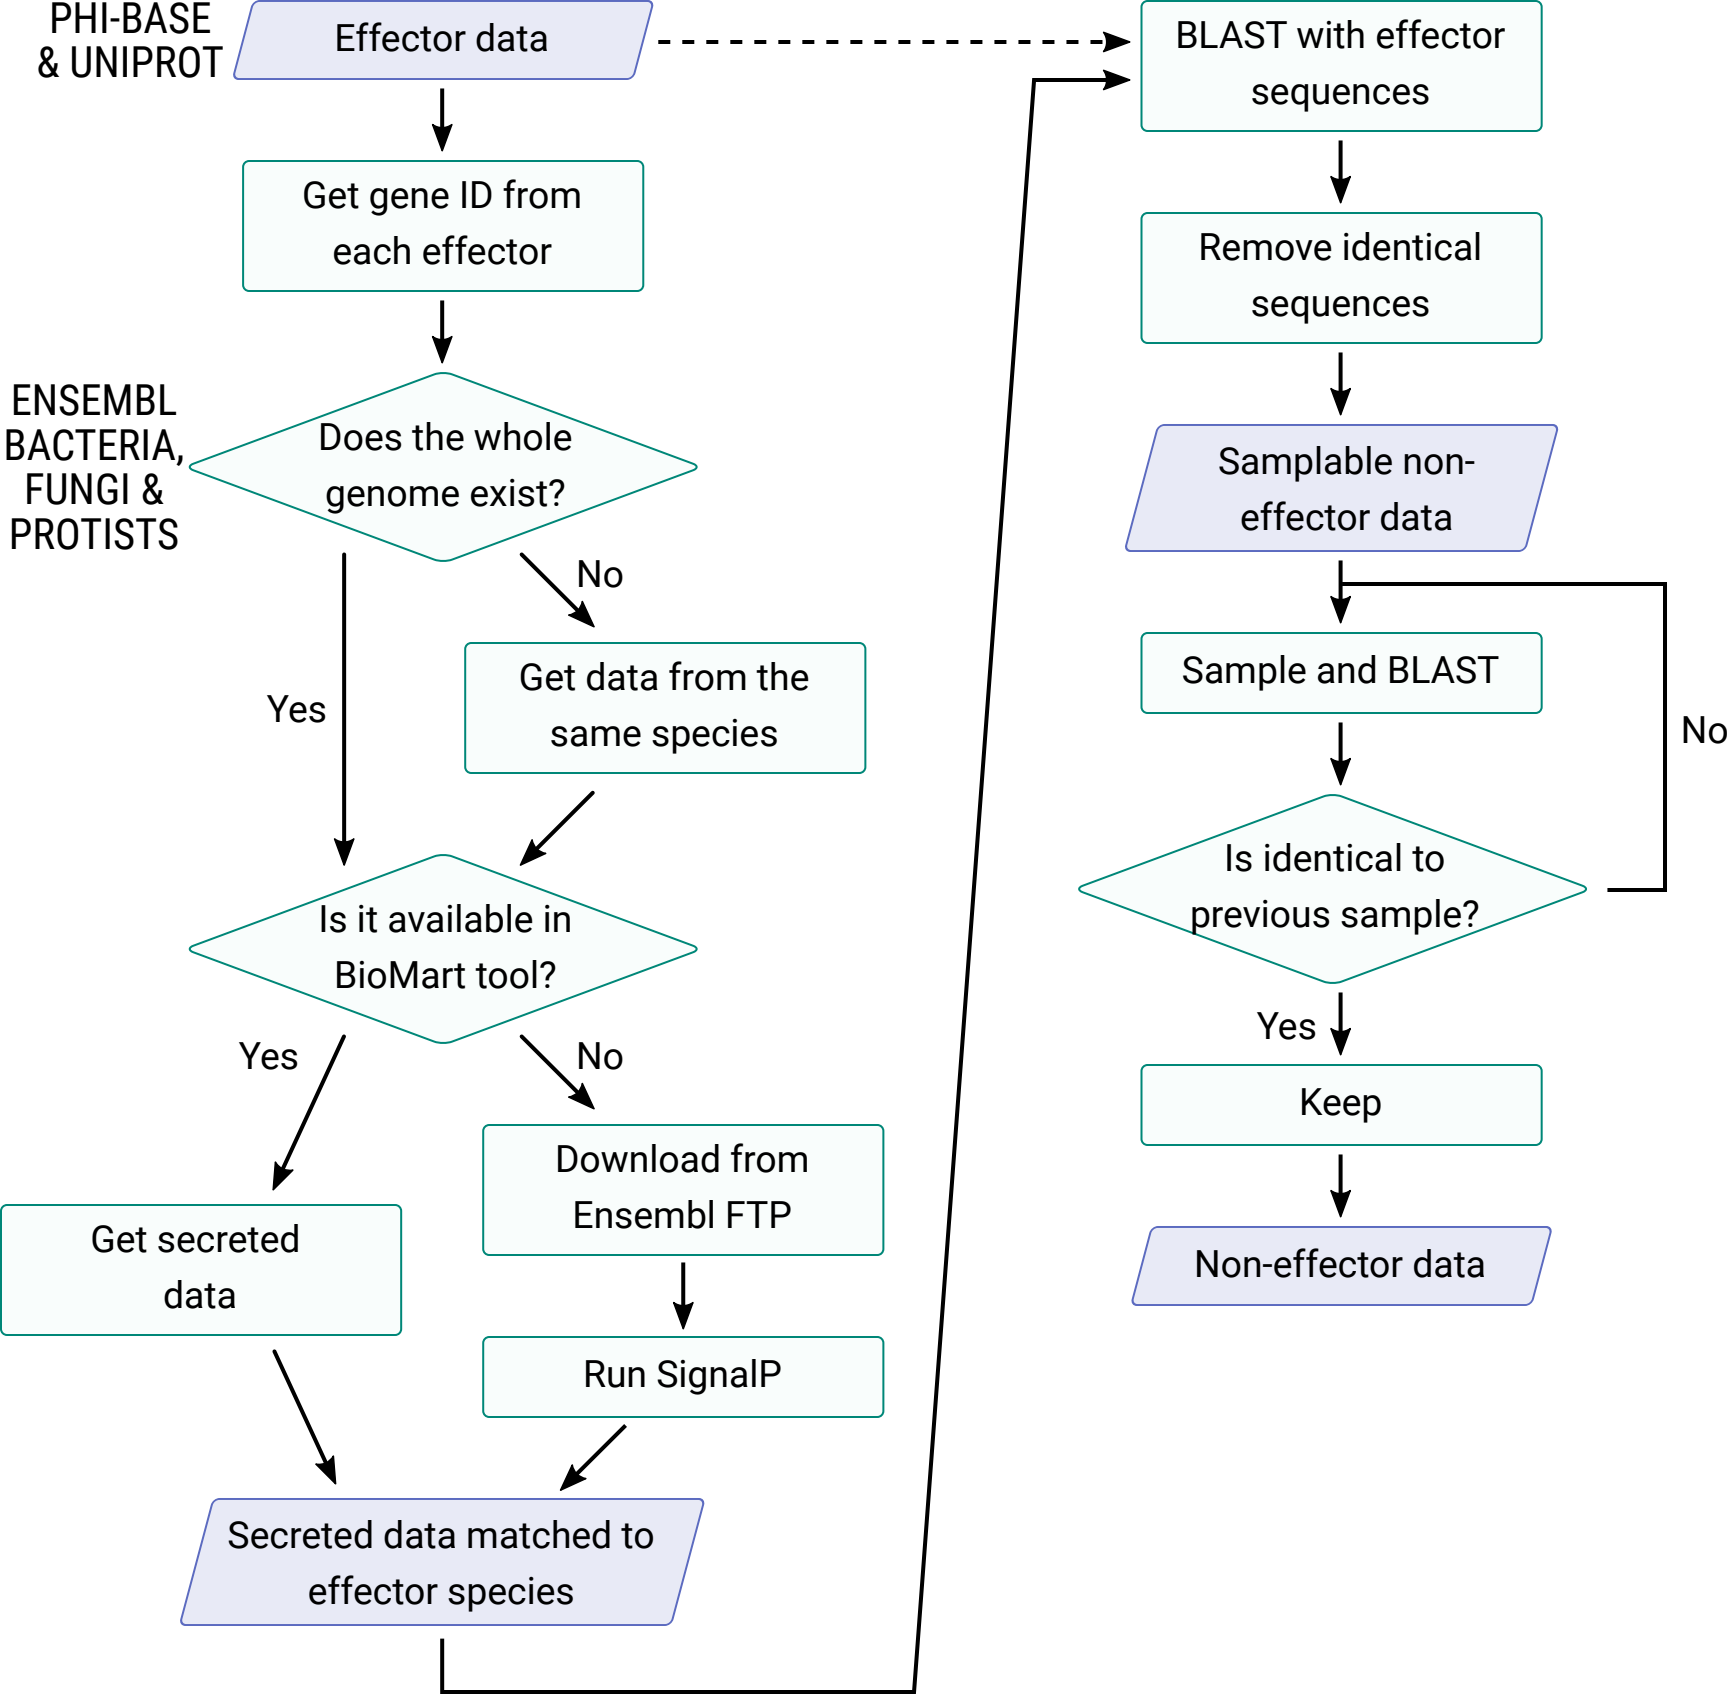 PHI-BASE
& UNIPROT
Effector data
Get gene ID from
each effector
ENSEMBL
BACTERIA,
FUNGI &
PROTISTS
Does the whole
genome exist?
No
Yes
Get data from the
same species
Is it available in
BioMart tool?
Yes
No
Download from
Ensembl FTP
Get secreted
data
Run SignalP
Secreted data matched to
effector species
BLAST with effector
sequences
Remove identical
sequences
Samplable non-
effector data
Sample and BLAST
No
Is identical to
previous sample?
Yes
Keep
Non-effector data